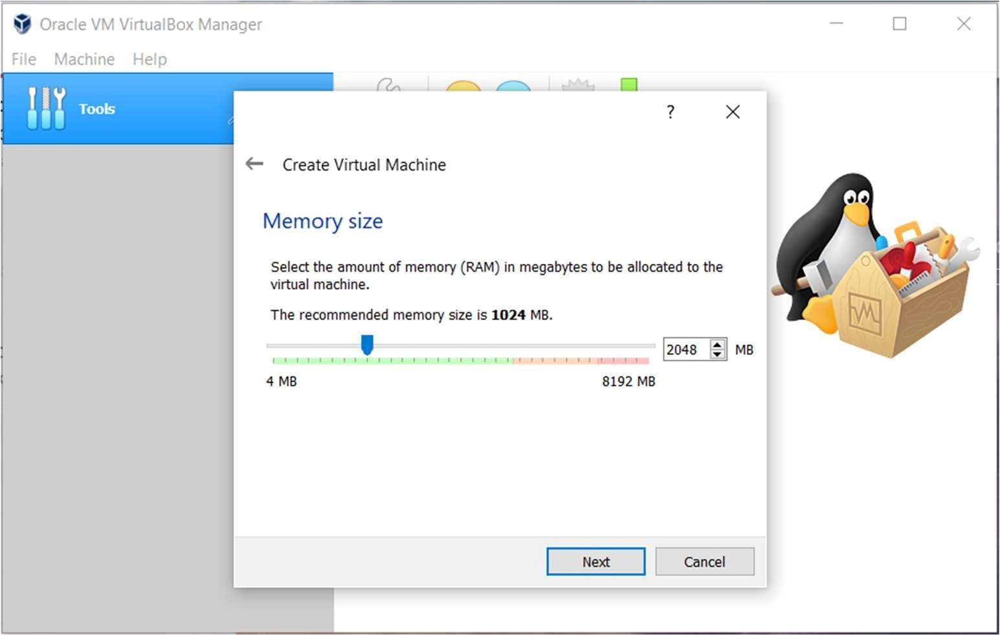 Oracle VM VirtualBox Manager
File Machine Help
Tools
?
Create Virtual Machine
Memory size
Select the amount of memory (RAM) in megabytes to be allocated to the
virtual machine.
The recommended memory size is 1024 MB.
2048 MB
4 MB 8192 MB
Next Cancel